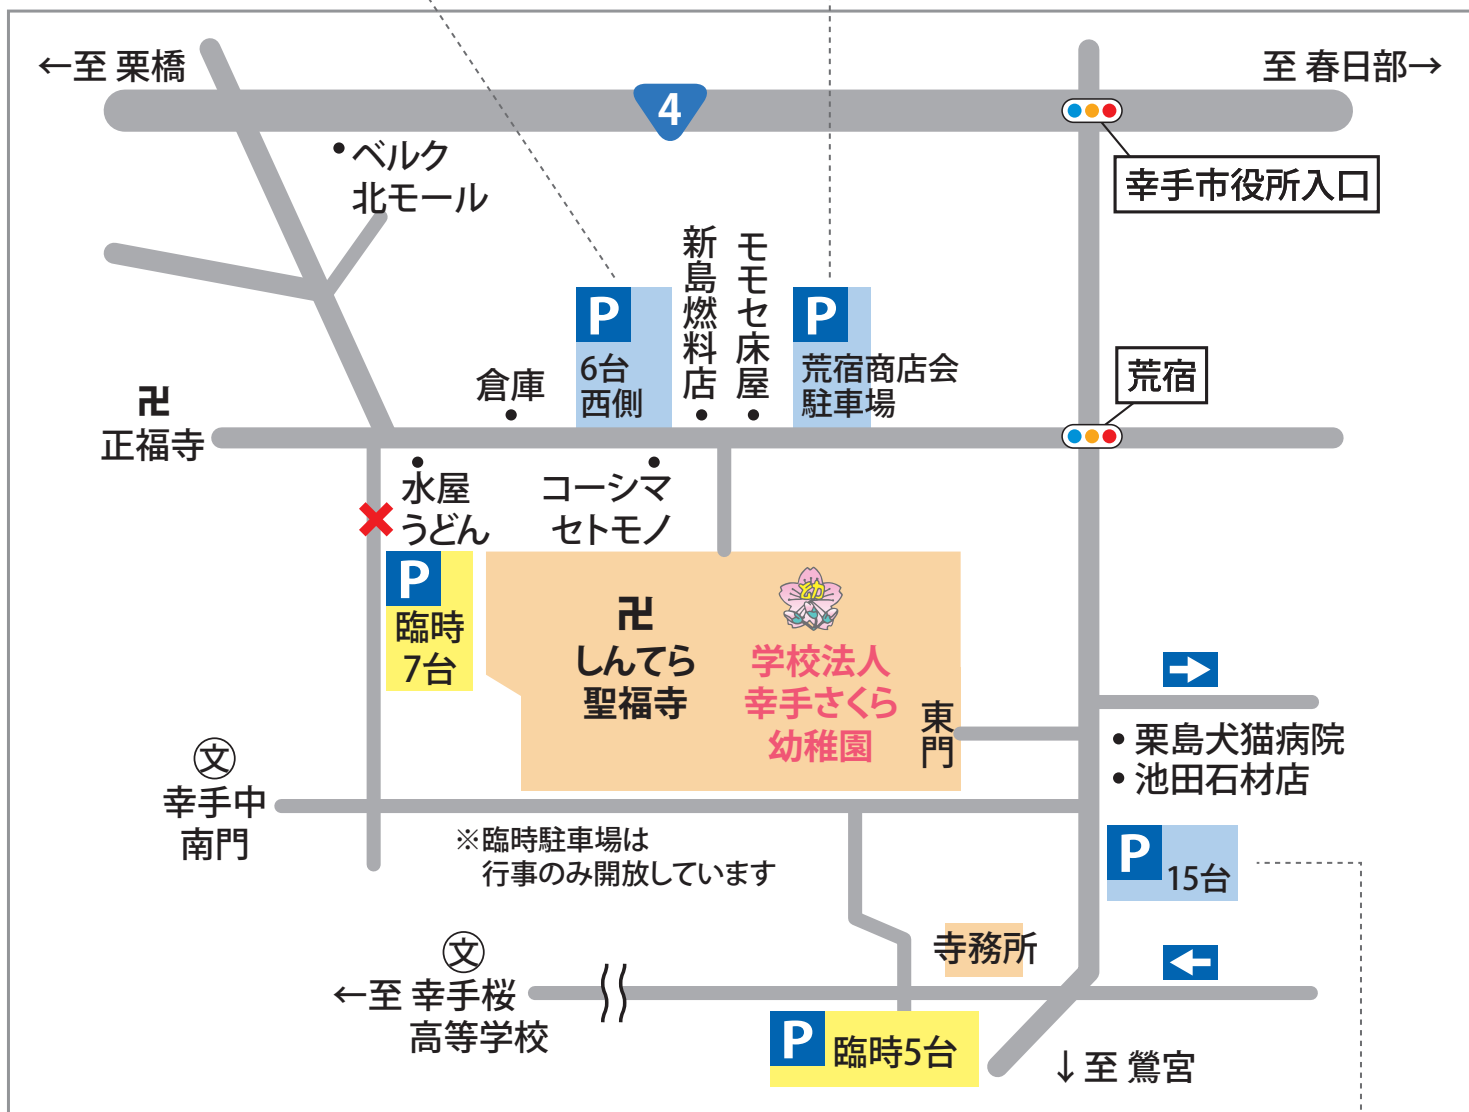 ←至 栗橋
至 春日部→
4
ベルク
北モール
幸手市役所入口
新島燃料店
モモセ床屋
P
6台
西側
P
荒宿商店会
駐車場
荒宿
倉庫
卍
正福寺
水屋
うどん
コーシマ
セトモノ
P
臨時
7台
卍
しんてら
聖福寺
幼
学校法人
幸手さくら
幼稚園
東門
栗島犬猫病院
池田石材店
文
幸手中
南門
※臨時駐車場は
行事のみ開放しています
P
15台
寺務所
文
←至 幸手桜
高等学校
P
臨時5台
↓至 鶯宮